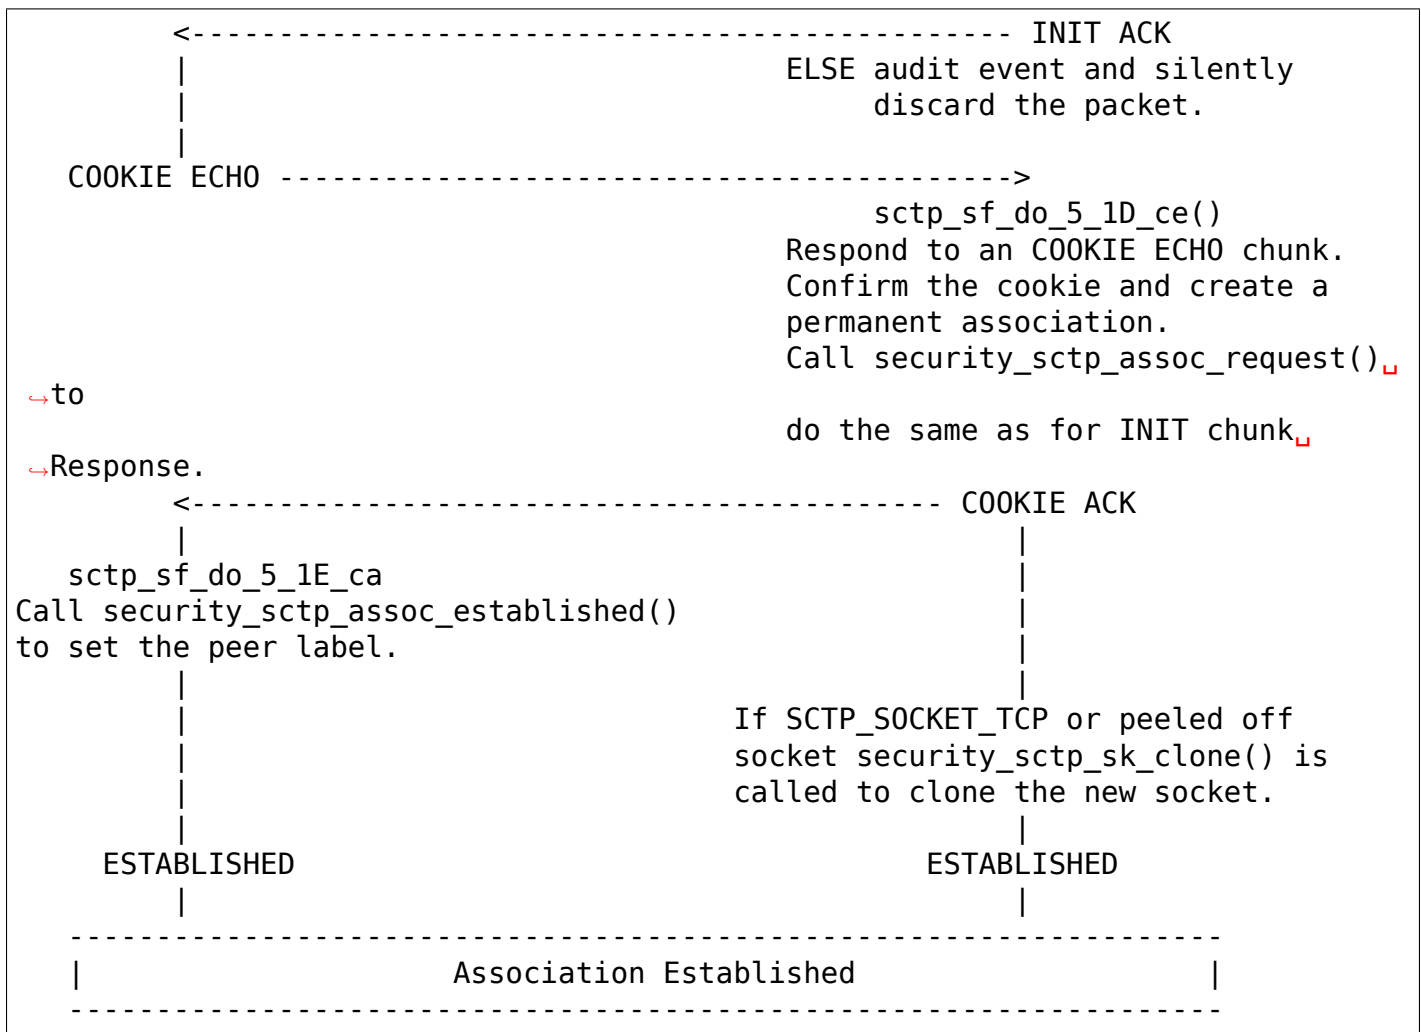 <----------------------------------------------- INIT ACK
| ELSE audit event and silently
| discard the packet.
|
COOKIE ECHO ------------------------------------------>
sctp_sf_do_5_1D_ce()
Respond to an COOKIE ECHO chunk.
Confirm the cookie and create a
permanent association.
Call security_sctp_assoc_request()␣
↪to
do the same as for INIT chunk␣
↪Response.
<------------------------------------------- COOKIE ACK
| |
sctp_sf_do_5_1E_ca |
Call security_sctp_assoc_established() |
to set the peer label. |
| |
| If SCTP_SOCKET_TCP or peeled off
| socket security_sctp_sk_clone() is
| called to clone the new socket.
| |
ESTABLISHED ESTABLISHED
| |
------------------------------------------------------------------
| Association Established |
------------------------------------------------------------------